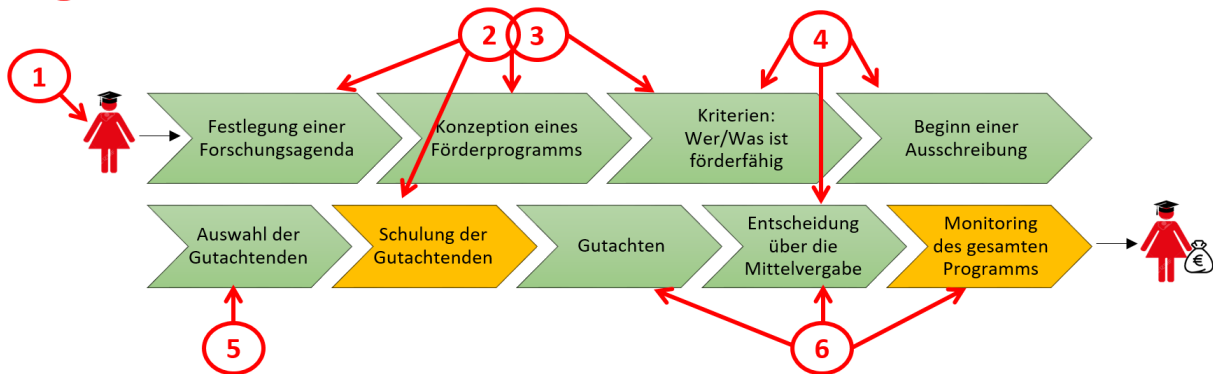 2
3
4
1
Festlegung einer
Forschungsagenda
Konzeption eines
Förderprogramms
Kriterien:
Wer/Was ist
förderfähig
Beginn einer
Ausschreibung
Auswahl der
Gutachtenden
Schulung der
Gutachtenden
Gutachten
Entscheidung
über die
Mittelvergabe
Monitoring
des gesamten
Programms
€
5
6